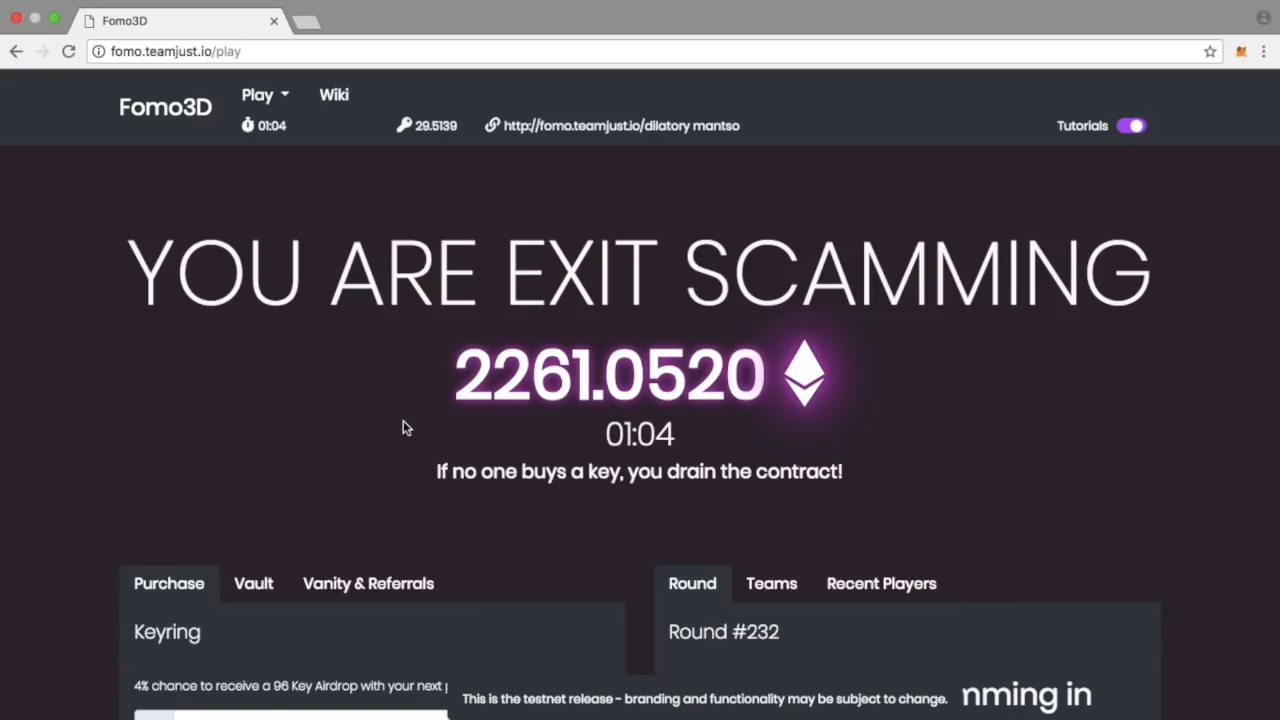 Fomo3D
fomo.teamjust.io/play
Fomo3D
Play
Wiki
01:04
29.5139
http://fomo.teamjust.io/dilatory mantso
Tutorials
YOU ARE EXIT SCAMMING
2261.0520
01:04
If no one buys a key, you drain the contract!
Purchase Vault Vanity & Referrals
Round Teams Recent Players
Keyring
Round #232
4% chance to receive a 96 Key Airdrop with your next
This is the testnet release - branding and functionality may be subject to change.
nming in